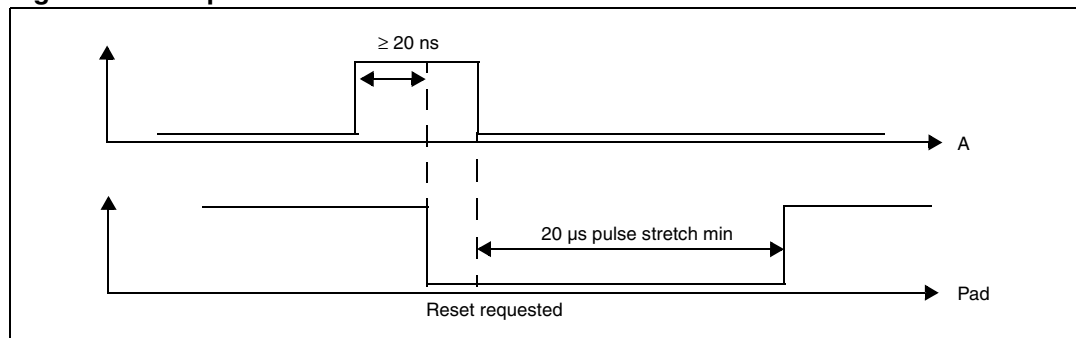 ≥ 20 ns
A
20 µs pulse stretch min
Pad
Reset requested